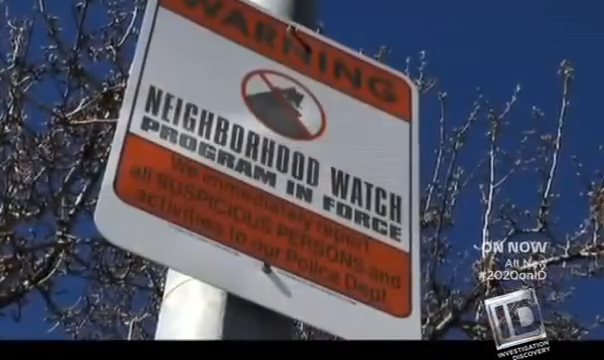 WARNING
NEIGHBORHOOD WATCH
PROGRAM IN FORCE
We immediately report
all SUSPICIOUS PERSONS and
activities to our Police Dept.
ON NOW
All New
#2020onID
ID
INVESTIGATION
DISCOVERY